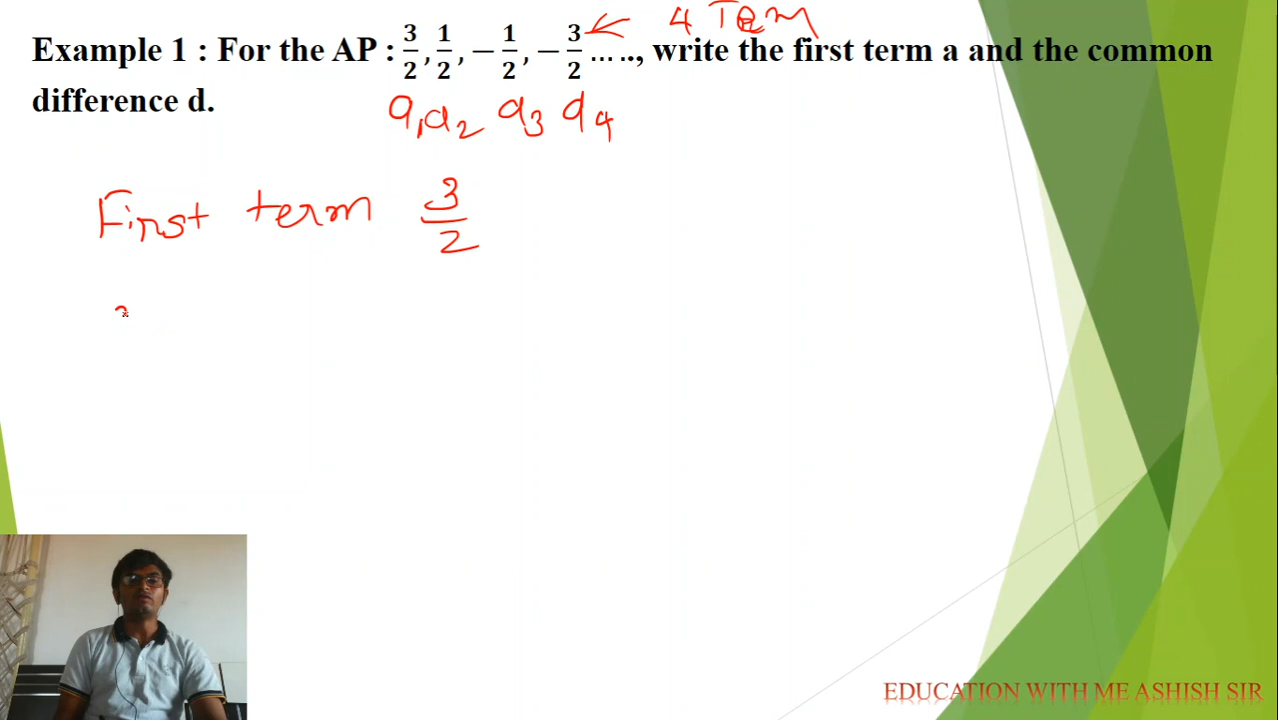 4 TERM
Example 1 : For the AP : 3/2, 1/2, −1/2, −3/2 … .., write the first term a and the common
difference d.
a1 a2 a3 a4
First term 3/2
EDUCATION WITH ME ASHISH SIR